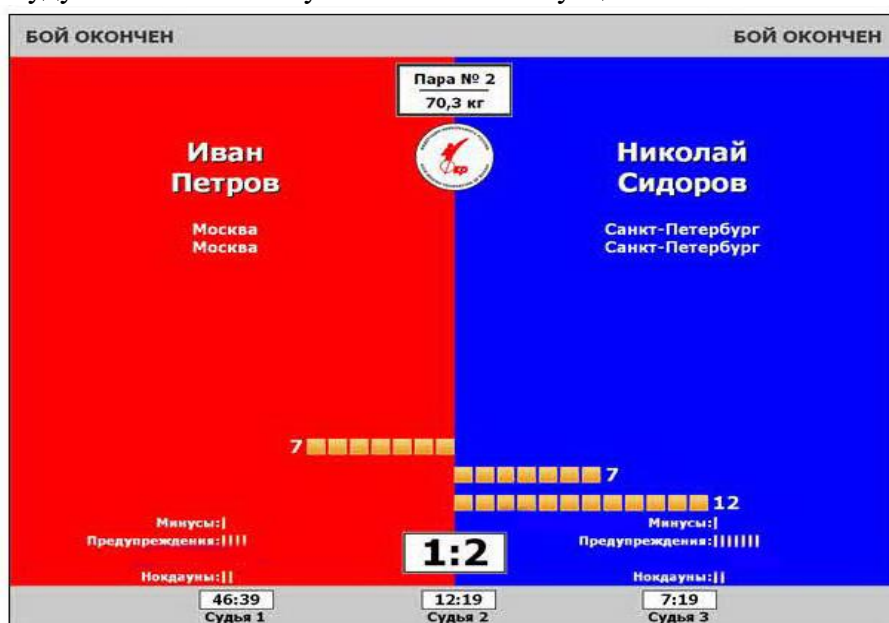 БОЙ ОКОНЧЕН
БОЙ ОКОНЧЕН
Пара № 2
70,3 кг
Иван
Петров
Москва
Москва
Николай
Сидоров
Санкт-Петербург
Санкт-Петербург
7
7
12
Минусы:|
Предупреждения:||||
Нокдауны:||
1:2
Минусы:|
Предупреждения:|||||||
Нокдауны:||
46:39
Судья 1
12:19
Судья 2
7:19
Судья 3